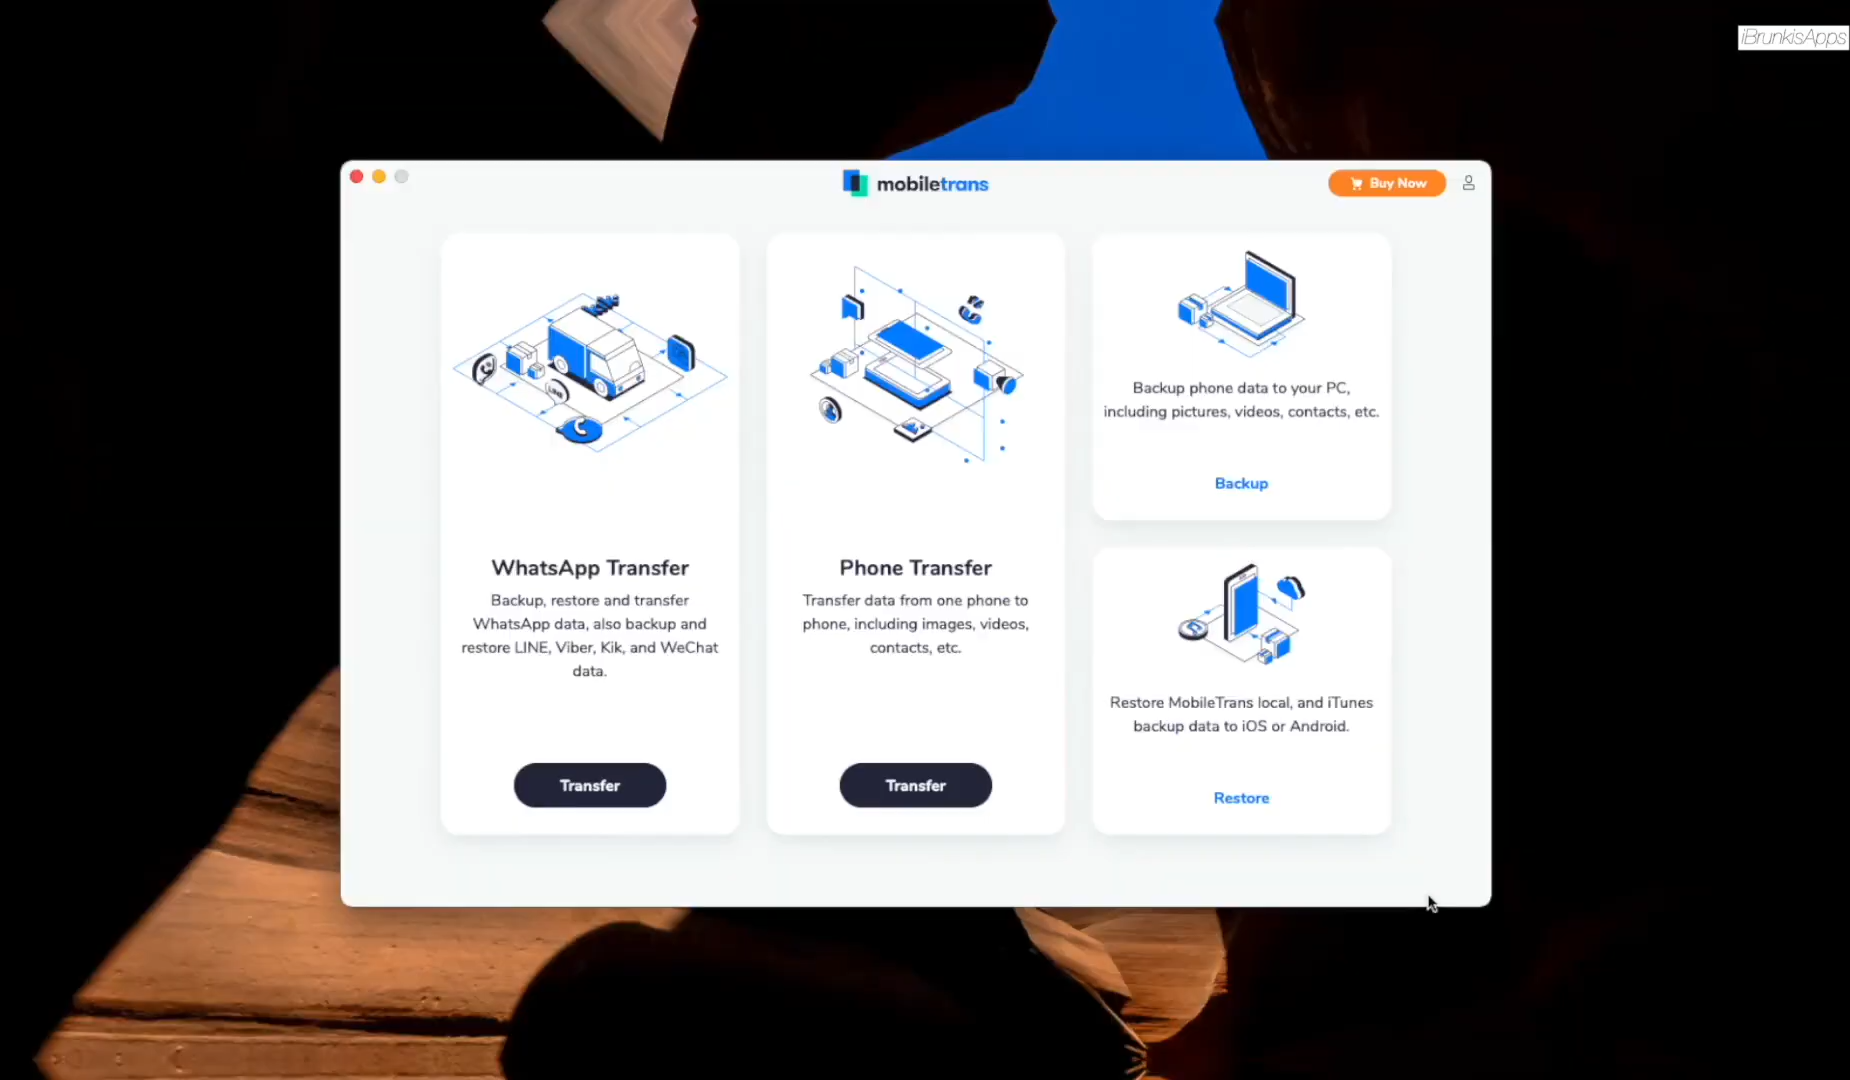 iBrunkisApps
mobiletrans
Buy Now
WhatsApp Transfer
Backup, restore and transfer
WhatsApp data, also backup and
restore LINE, Viber, Kik, and WeChat
data.
Transfer
Phone Transfer
Transfer data from one phone to
phone, including images, videos,
contacts, etc.
Transfer
Backup phone data to your PC,
including pictures, videos, contacts, etc.
Backup
Restore MobileTrans local, and iTunes
backup data to iOS or Android.
Restore